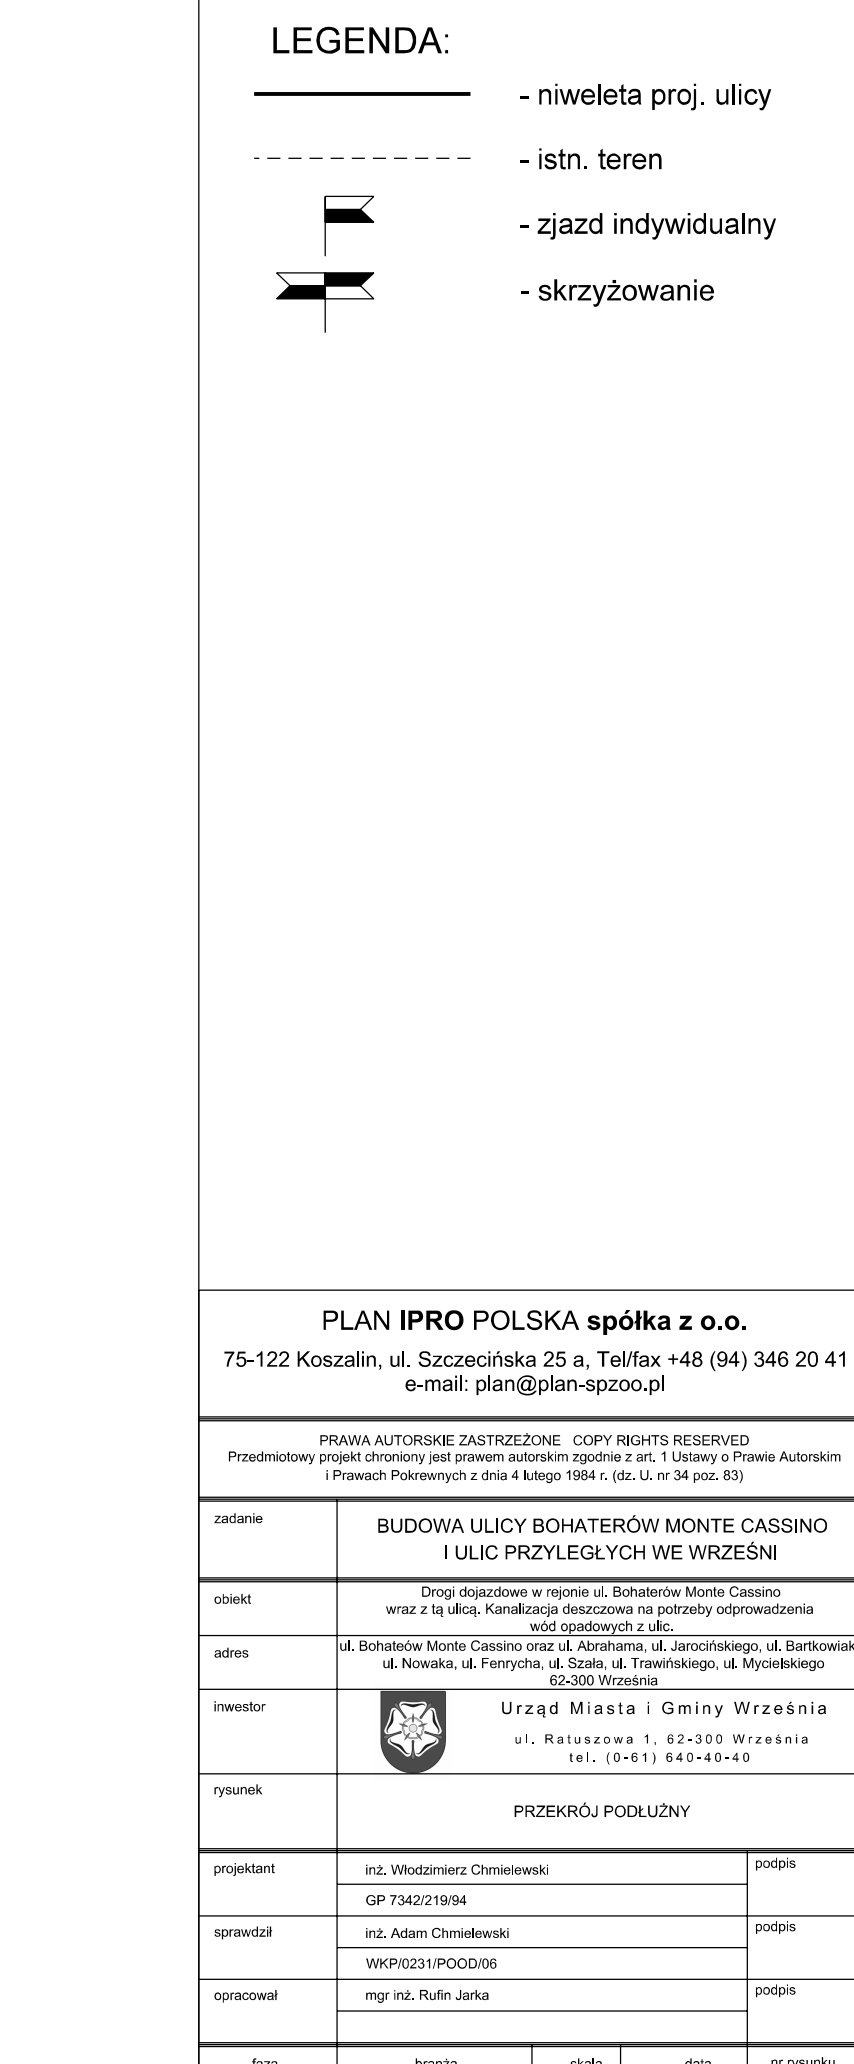 LEGENDA:
- niweleta proj. ulicy
- istn. teren
- zjazd indywidualny
- skrzyżowanie
PLAN IPRO POLSKA spółka z o.o.
75-122 Koszalin, ul. Szczecińska 25 a, Tel/fax +48 (94) 346 20 41
e-mail: plan@plan-spzoo.pl
PRAWA AUTORSKIE ZASTRZEŻONE COPY RIGHTS RESERVED
Przedmiotowy projekt chroniony jest prawem autorskim zgodnie z art. 1 Ustawy o Prawie Autorskim
i Prawach Pokrewnych z dnia 4 lutego 1984 r. (dz. U. nr 34 poz. 83)
zadanie
BUDOWA ULICY BOHATERÓW MONTE CASSINO
I ULIC PRZYLEGŁYCH WE WRZEŚNI
obiekt
Drogi dojazdowe w rejonie ul. Bohaterów Monte Cassino
wraz z tą ulicą. Kanalizacja deszczowa na potrzeby odprowadzenia
wód opadowych z ulic.
adres
ul. Bohateów Monte Cassino oraz ul. Abrahama, ul. Jarocińskiego, ul. Bartkowiak
ul. Nowaka, ul. Fenrycha, ul. Szała, ul. Trawińskiego, ul. Mycielskiego
62-300 Września
inwestor
Urząd Miasta i Gminy Września
ul. Ratuszowa 1, 62-300 Września
tel. (0-61) 640-40-40
rysunek
PRZEKRÓJ PODŁUŻNY
projektant
inż. Włodzimierz Chmielewski
podpis
GP 7342/219/94
sprawdził
inż. Adam Chmielewski
podpis
WKP/0231/POOD/06
opracował
mgr inż. Rufin Jarka
podpis
faza branża skala data nr rysunku